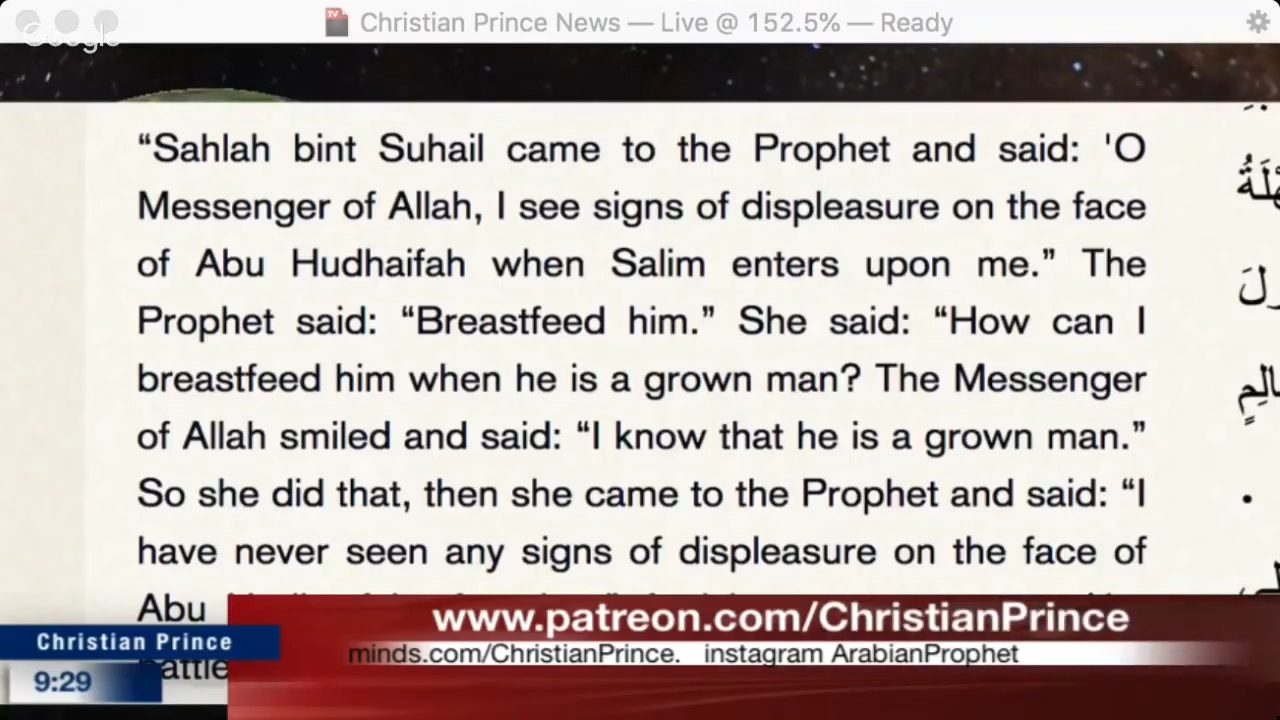 Christian Prince News — Live @ 152.5% — Ready
Google
“Sahlah bint Suhail came to the Prophet and said: 'O
Messenger of Allah, I see signs of displeasure on the face
of Abu Hudhaifah when Salim enters upon me.” The
Prophet said: “Breastfeed him.” She said: “How can I
breastfeed him when he is a grown man? The Messenger
of Allah smiled and said: “I know that he is a grown man.”
So she did that, then she came to the Prophet and said: “I
have never seen any signs of displeasure on the face of
Abu
www.patreon.com/ChristianPrince
Christian Prince
minds.com/ChristianPrince. instagram ArabianProphet
9:29